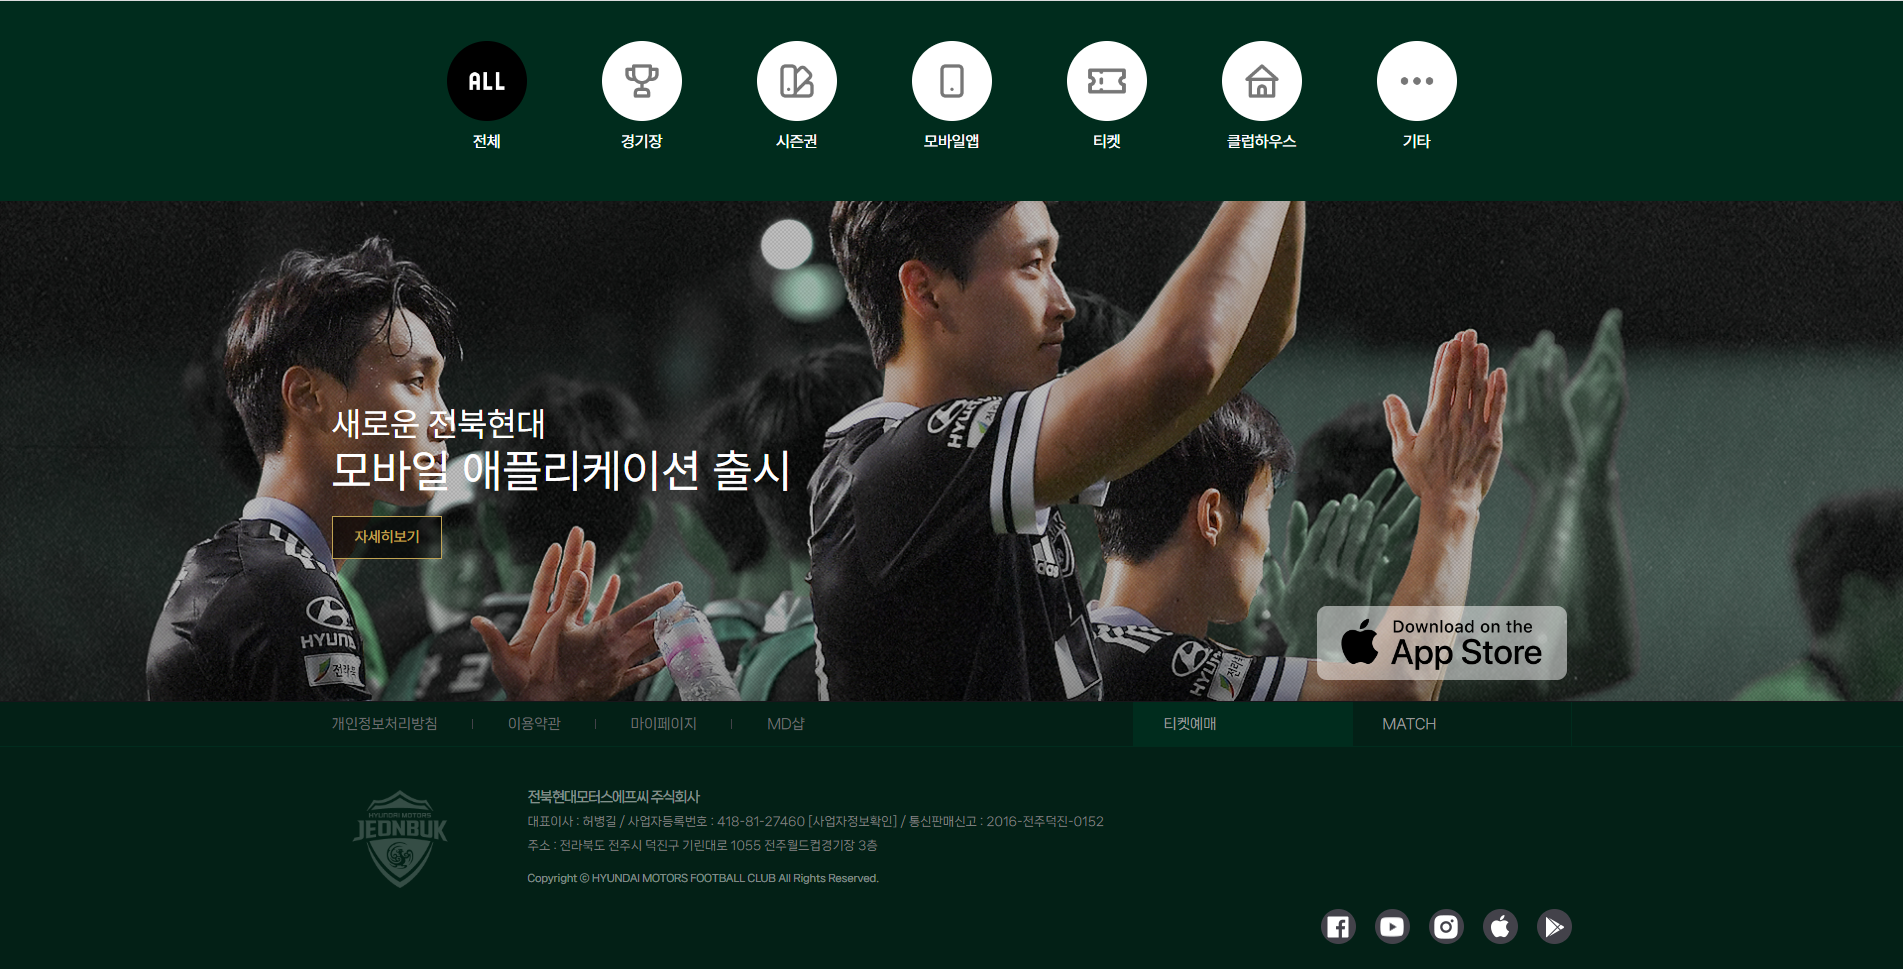 ALL
전체
경기장
시즌권
모바일앱
티켓
클럽하우스
기타
새로운 전북현대
모바일 애플리케이션 출시
자세히보기
HYUNDAI
전라북
Download on the
App Store
개인정보처리방침
이용약관
마이페이지
MD샵
티켓예매
MATCH
HYUNDAI MOTORS
JEONBUK
전북현대모터스에프씨 주식회사
대표이사 : 허병길 / 사업자등록번호 : 418-81-27460 [사업자정보확인] / 통신판매신고 : 2016-전주덕진-0152
주소 : 전라북도 전주시 덕진구 기린대로 1055 전주월드컵경기장 3층
Copyright ⓒ HYUNDAI MOTORS FOOTBALL CLUB All Rights Reserved.